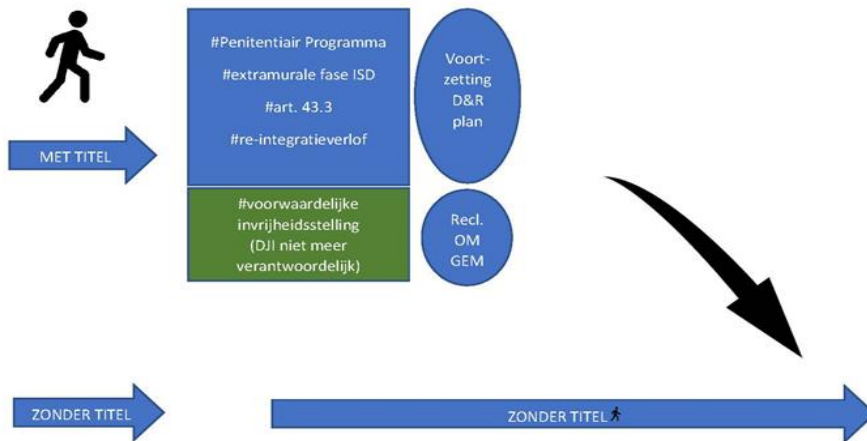 #Penitentiair Programma
#extramurale fase ISD
#art. 43.3
#re-integratieverlof
Voort-
zetting
D&R
plan
MET TITEL
#voorwaardelijke
invrijheidsstelling
(DJI niet meer
verantwoordelijk)
Recl.
OM
GEM
ZONDER TITEL
ZONDER TITEL